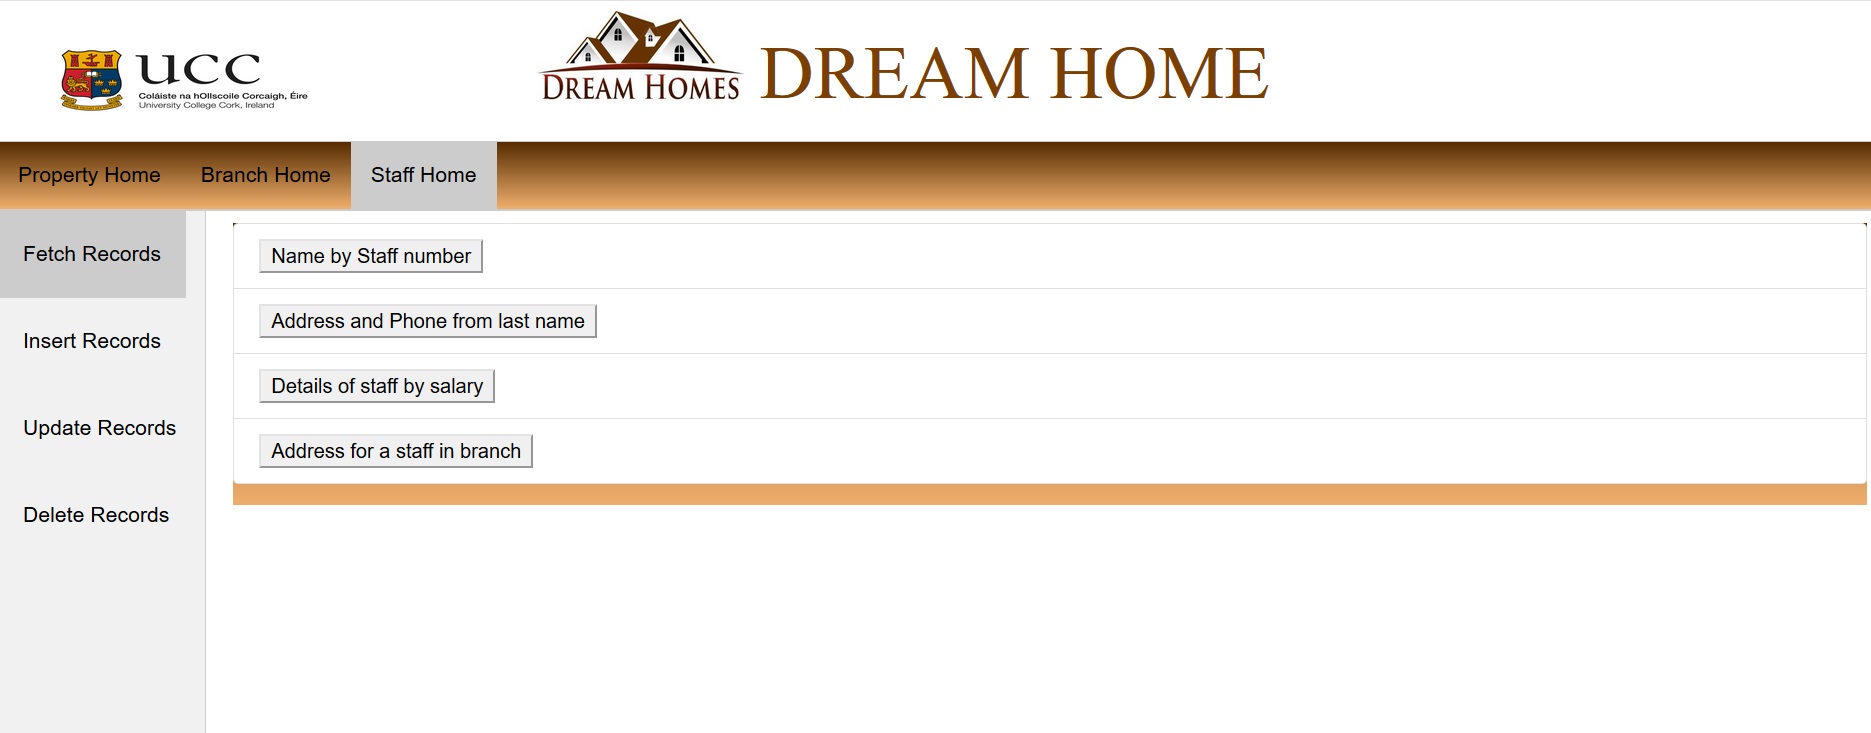 ucc
Coláiste na hOllscoile Corcaigh, Éire
University College Cork, Ireland
DREAM HOMES
DREAM HOME
Property Home
Branch Home
Staff Home
Fetch Records
Insert Records
Update Records
Delete Records
Name by Staff number
Address and Phone from last name
Details of staff by salary
Address for a staff in branch